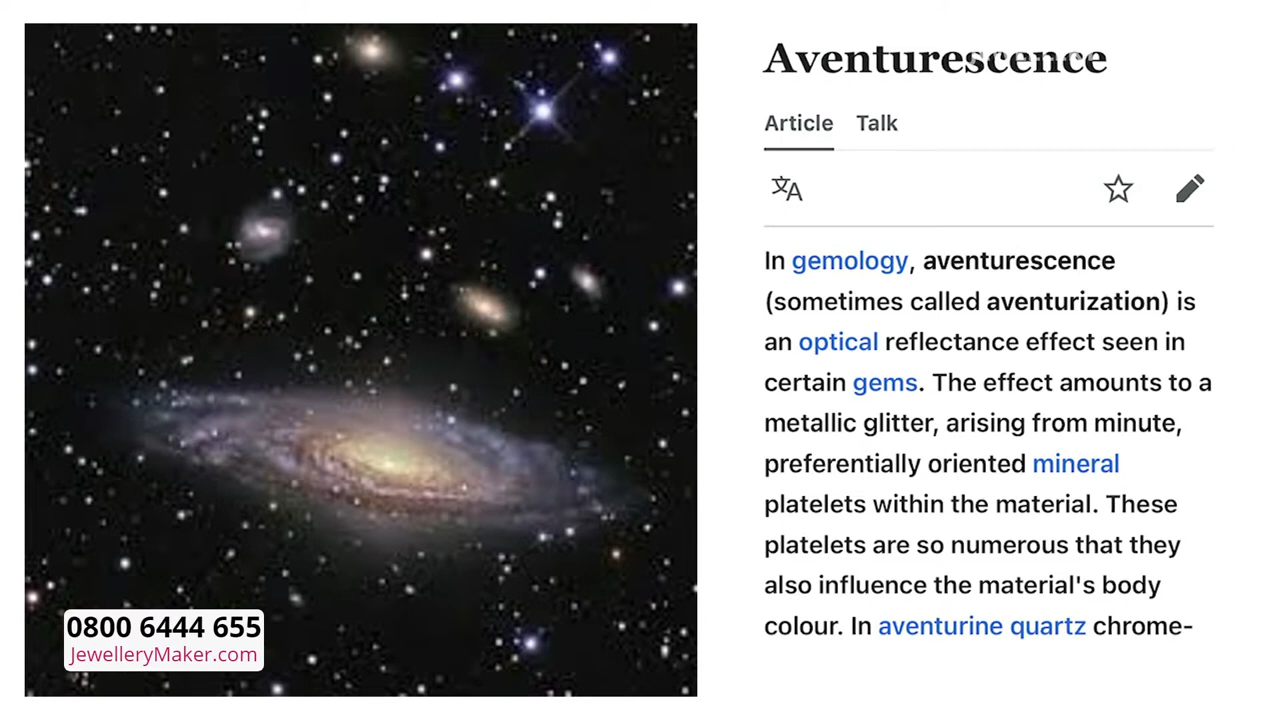 Aventurescence
Article Talk
文A
In gemology, aventurescence
(sometimes called aventurization) is
an optical reflectance effect seen in
certain gems. The effect amounts to a
metallic glitter, arising from minute,
preferentially oriented mineral
platelets within the material. These
platelets are so numerous that they
also influence the material's body
colour. In aventurine quartz chrome-
0800 6444 655
JewelleryMaker.com